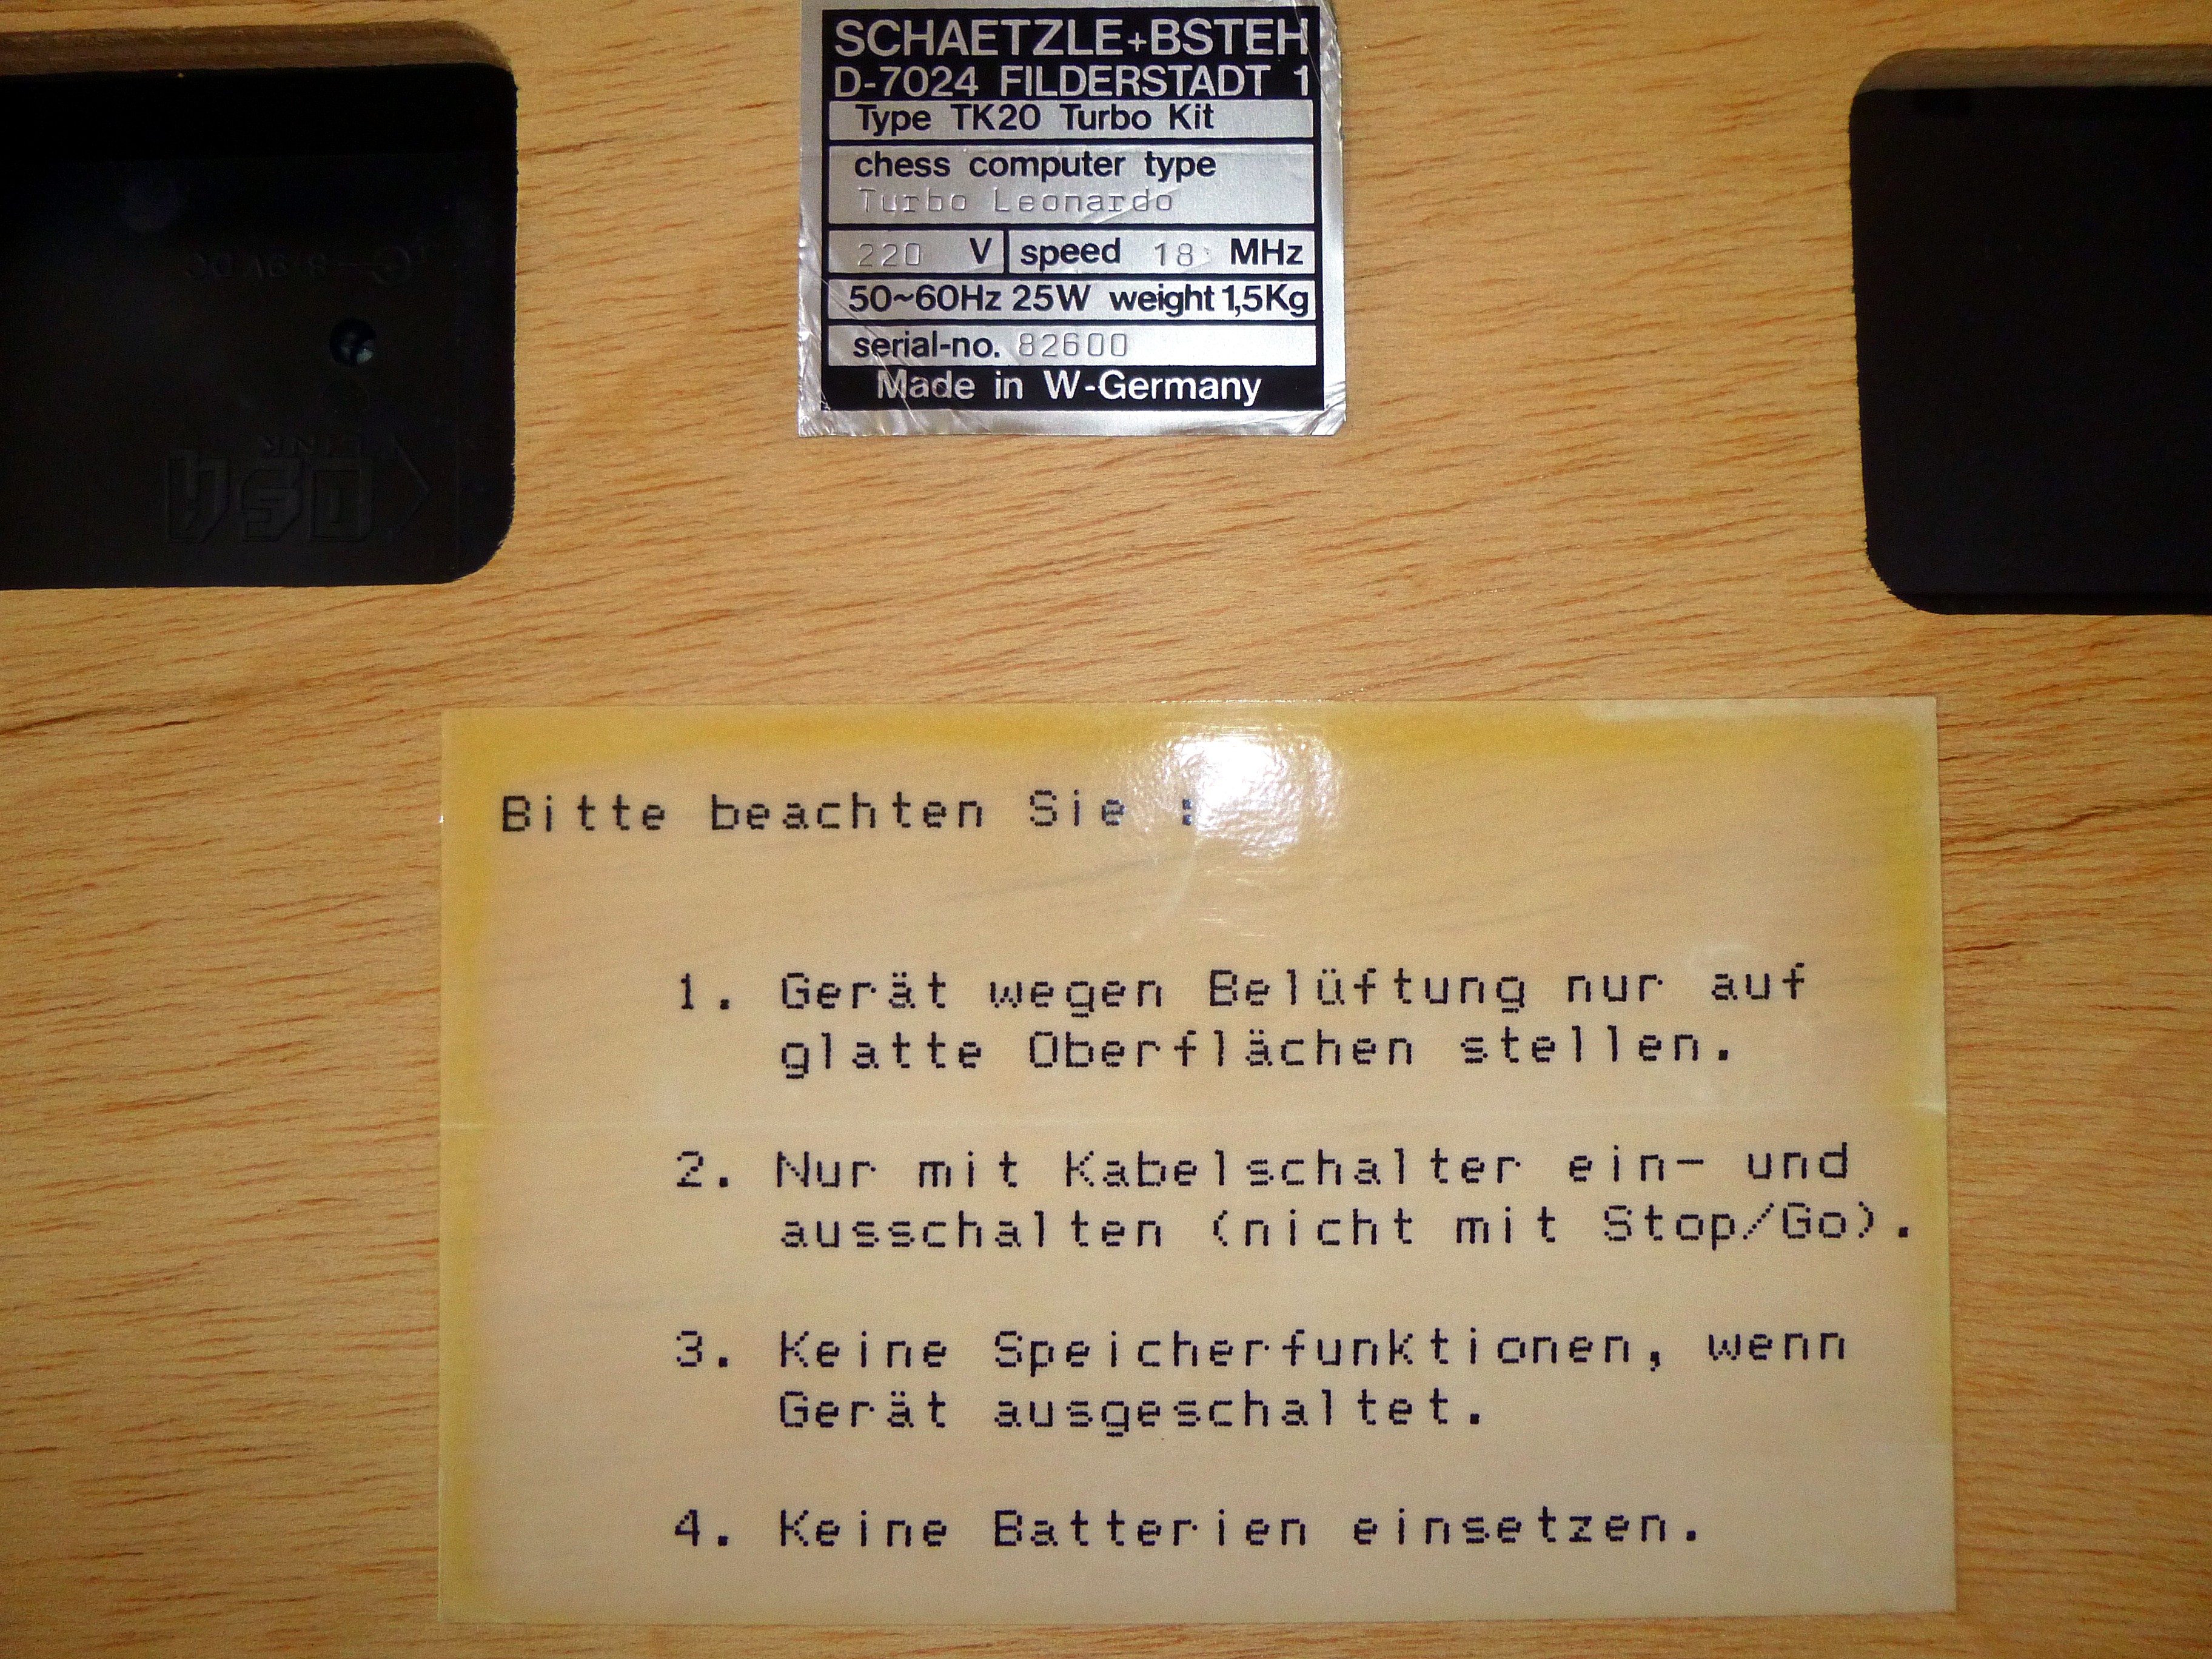 SCHAETZLE+BSTEH
D-7024 FILDERSTADT 1
Type TK20 Turbo Kit
chess computer type
Turbo Leonardo
220 V speed 18 MHz
50~60Hz 25W weight 1,5Kg
serial-no. 82600
Made in W-Germany
OSA
LINK
Bitte beachten Sie :
1. Gerät wegen Belüftung nur auf
glatte Oberflächen stellen.
2. Nur mit Kabelschalter ein- und
ausschalten (nicht mit Stop/Go).
3. Keine Speicherfunktionen, wenn
Gerät ausgeschaltet.
4. Keine Batterien einsetzen.